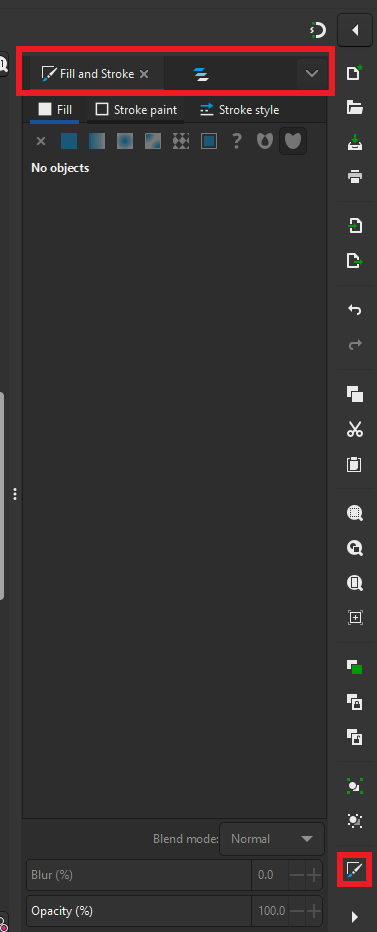 Fill and Stroke
Fill Stroke paint Stroke style
?
No objects
Blend mode: Normal
Blur (%) 0.0
Opacity (%) 100.0